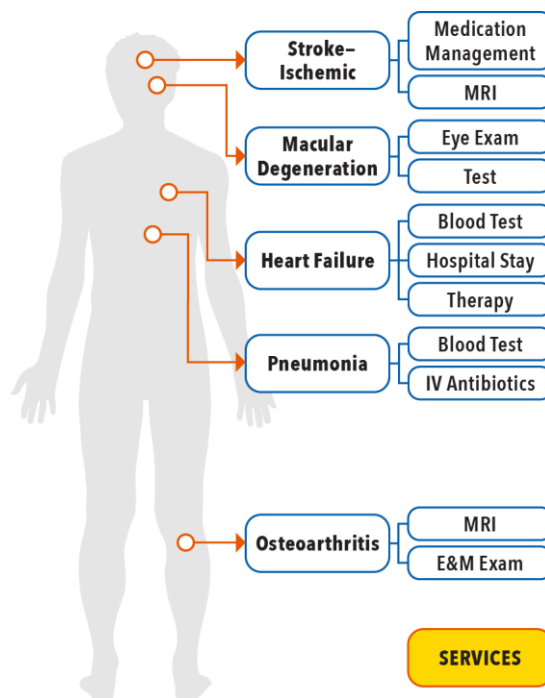 Stroke–
Ischemic
Medication
Management
MRI
Macular
Degeneration
Eye Exam
Test
Heart Failure
Blood Test
Hospital Stay
Therapy
Pneumonia
Blood Test
IV Antibiotics
Osteoarthritis
MRI
E&M Exam
SERVICES